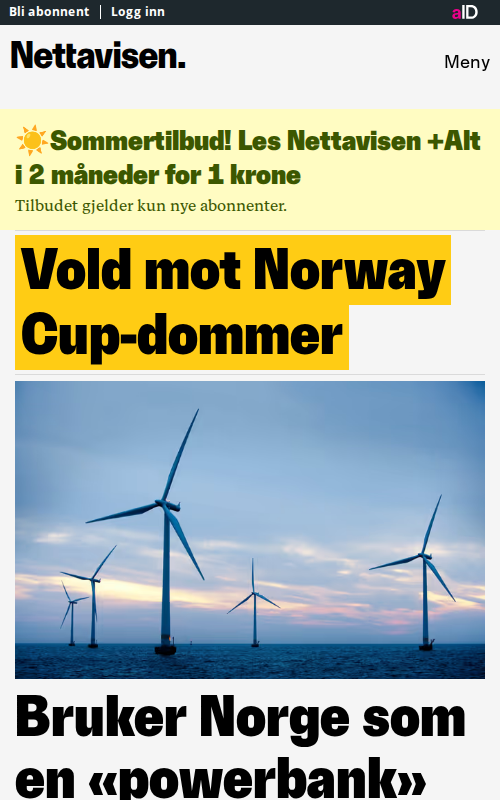 Bli abonnent | Logg inn
aID
Nettavisen.
Meny
☀️Sommertilbud! Les Nettavisen +Alt
i 2 måneder for 1 krone
Tilbudet gjelder kun nye abonnenter.
Vold mot Norway
Cup-dommer
Bruker Norge som
en «powerbank»